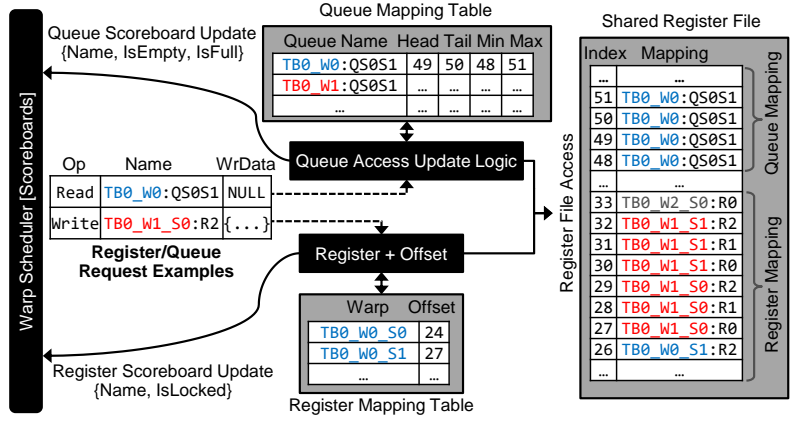 Queue Mapping Table
Queue Scoreboard Update
{Name, IsEmpty, IsFull}
Queue Name Head Tail Min Max
TB0_W0:QS0S1 49 50 48 51
TB0_W1:QS0S1 … … … …
… … … … …
Warp Scheduler [Scoreboards]
Queue Access Update Logic
Op Name WrData
Read TB0_W0:QS0S1 NULL
Write TB0_W1_S0:R2 {...}
Register/Queue
Request Examples
Register + Offset
Warp Offset
TB0_W0_S0 24
TB0_W0_S1 27
… …
Register Mapping Table
Register Scoreboard Update
{Name, IsLocked}
Register File Access
Shared Register File
Index Mapping
… …
51 TB0_W0:QS0S1
50 TB0_W0:QS0S1
49 TB0_W0:QS0S1
48 TB0_W0:QS0S1
… …
33 TB0_W2_S0:R0
32 TB0_W1_S1:R2
31 TB0_W1_S1:R1
30 TB0_W1_S1:R0
29 TB0_W1_S0:R2
28 TB0_W1_S0:R1
27 TB0_W1_S0:R0
26 TB0_W0_S1:R2
… …
Queue Mapping
Register Mapping